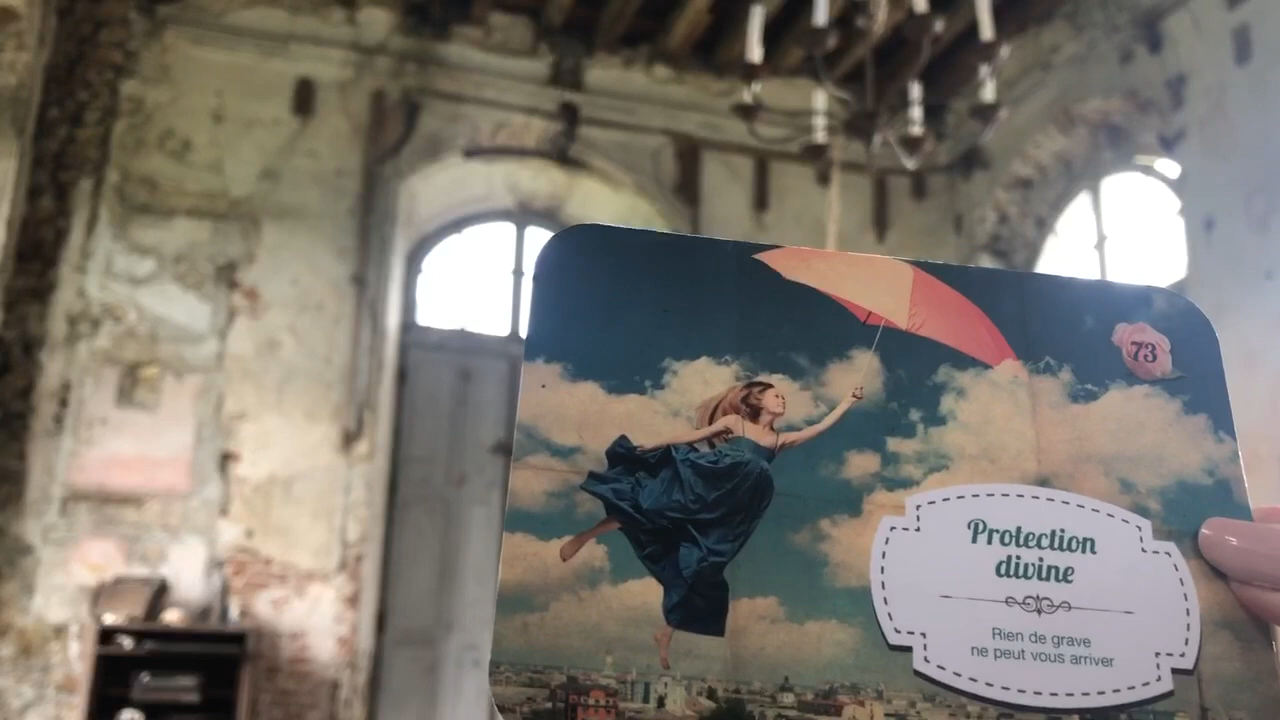 73
Protection
divine
Rien de grave
ne peut vous arriver